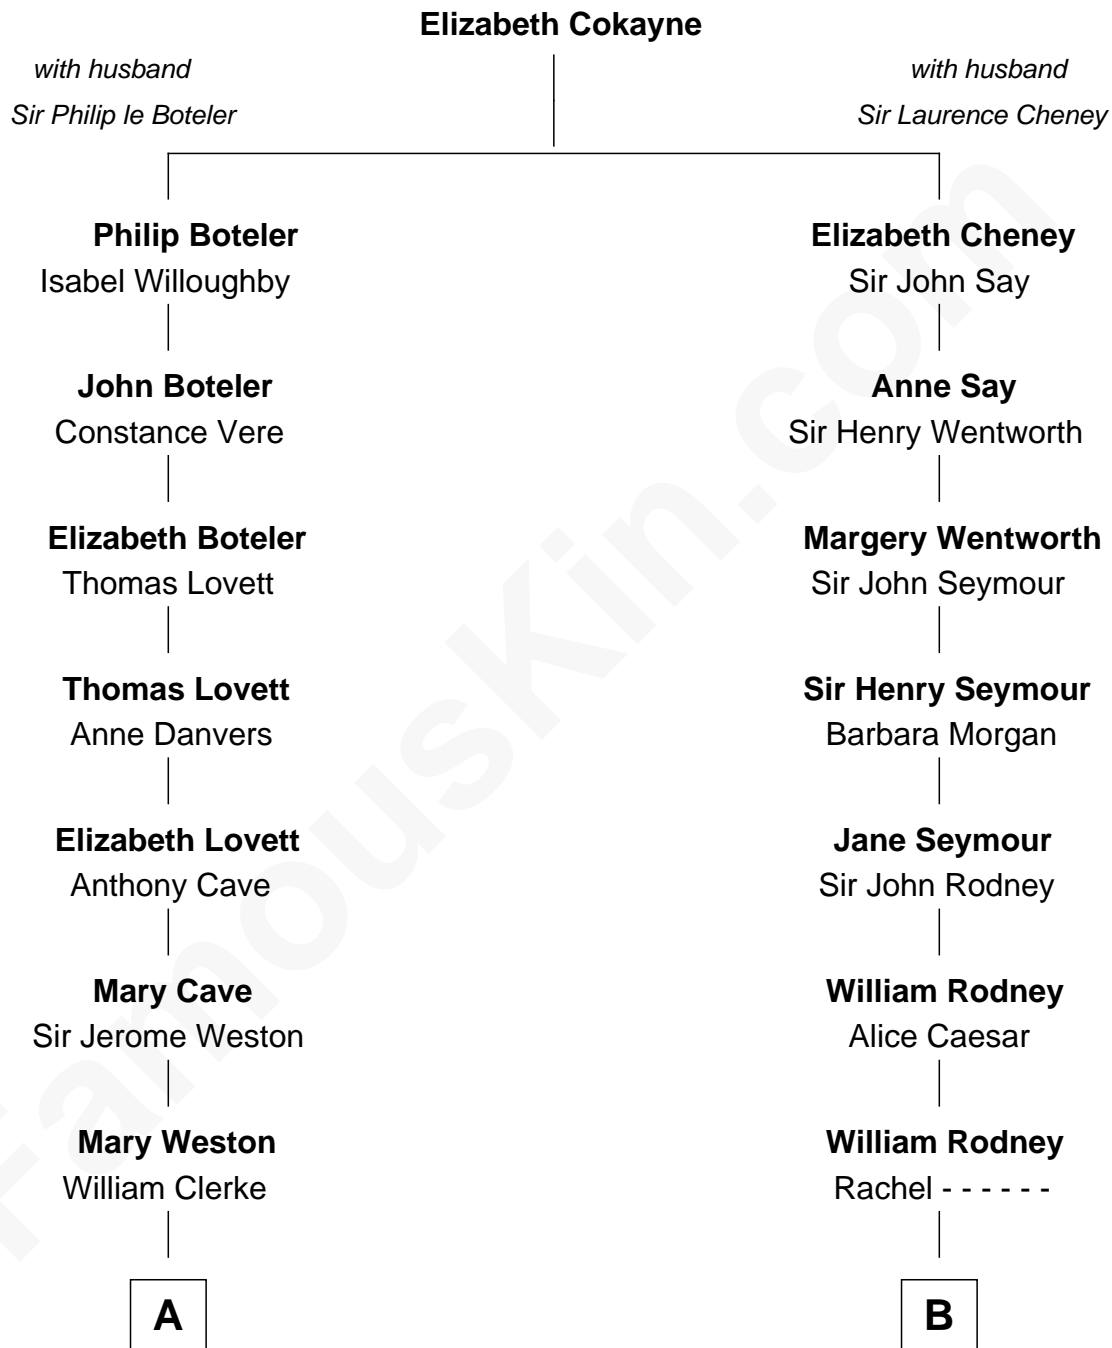 Elizabeth Cokayne
with husband
Sir Philip le Boteler
with husband
Sir Laurence Cheney
Philip Boteler
Isabel Willoughby
Elizabeth Cheney
Sir John Say
John Boteler
Constance Vere
Anne Say
Sir Henry Wentworth
Elizabeth Boteler
Thomas Lovett
Margery Wentworth
Sir John Seymour
Thomas Lovett
Anne Danvers
Sir Henry Seymour
Barbara Morgan
Elizabeth Lovett
Anthony Cave
Jane Seymour
Sir John Rodney
Mary Cave
Sir Jerome Weston
William Rodney
Alice Caesar
Mary Weston
William Clerke
William Rodney
Rachel - - - - - -
A
B
FamousKin.com